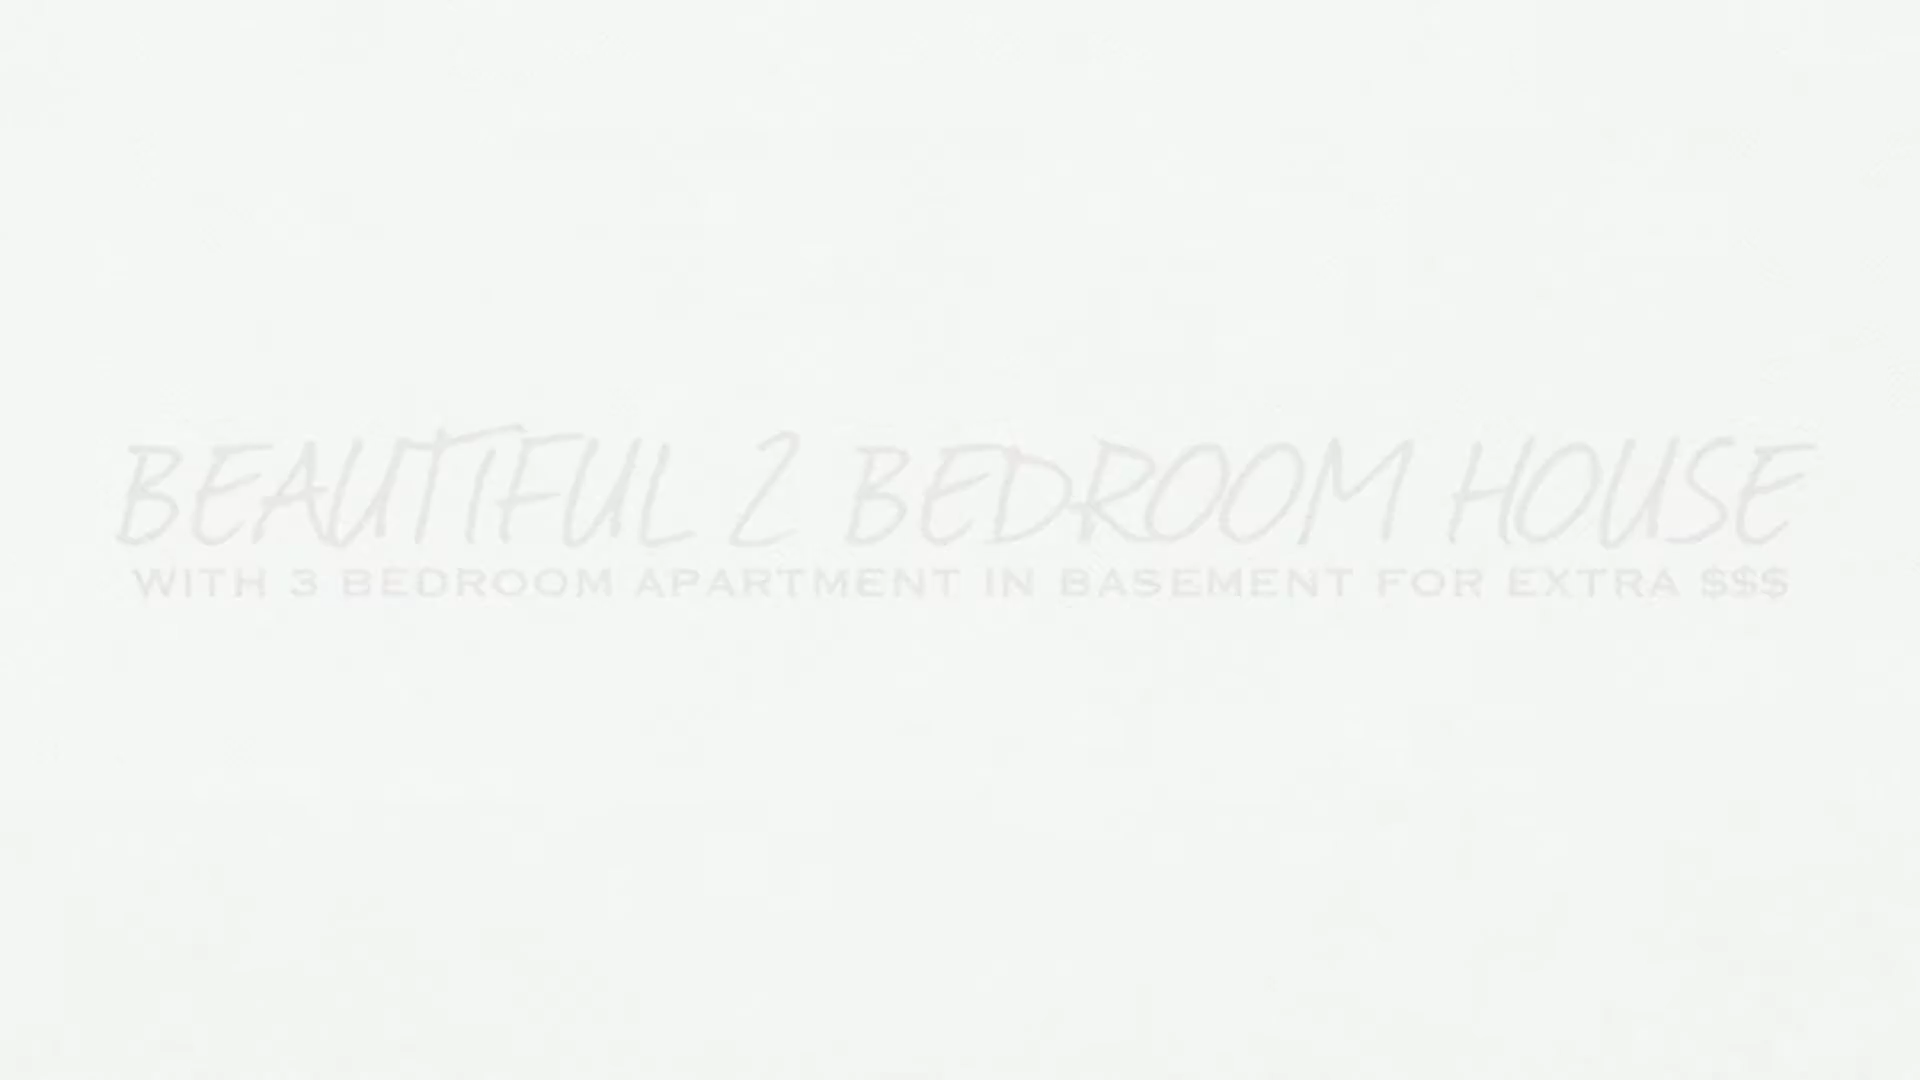 BEAUTIFUL 2 BEDROOM HOUSE
WITH 3 BEDROOM APARTMENT IN BASEMENT FOR EXTRA $$$